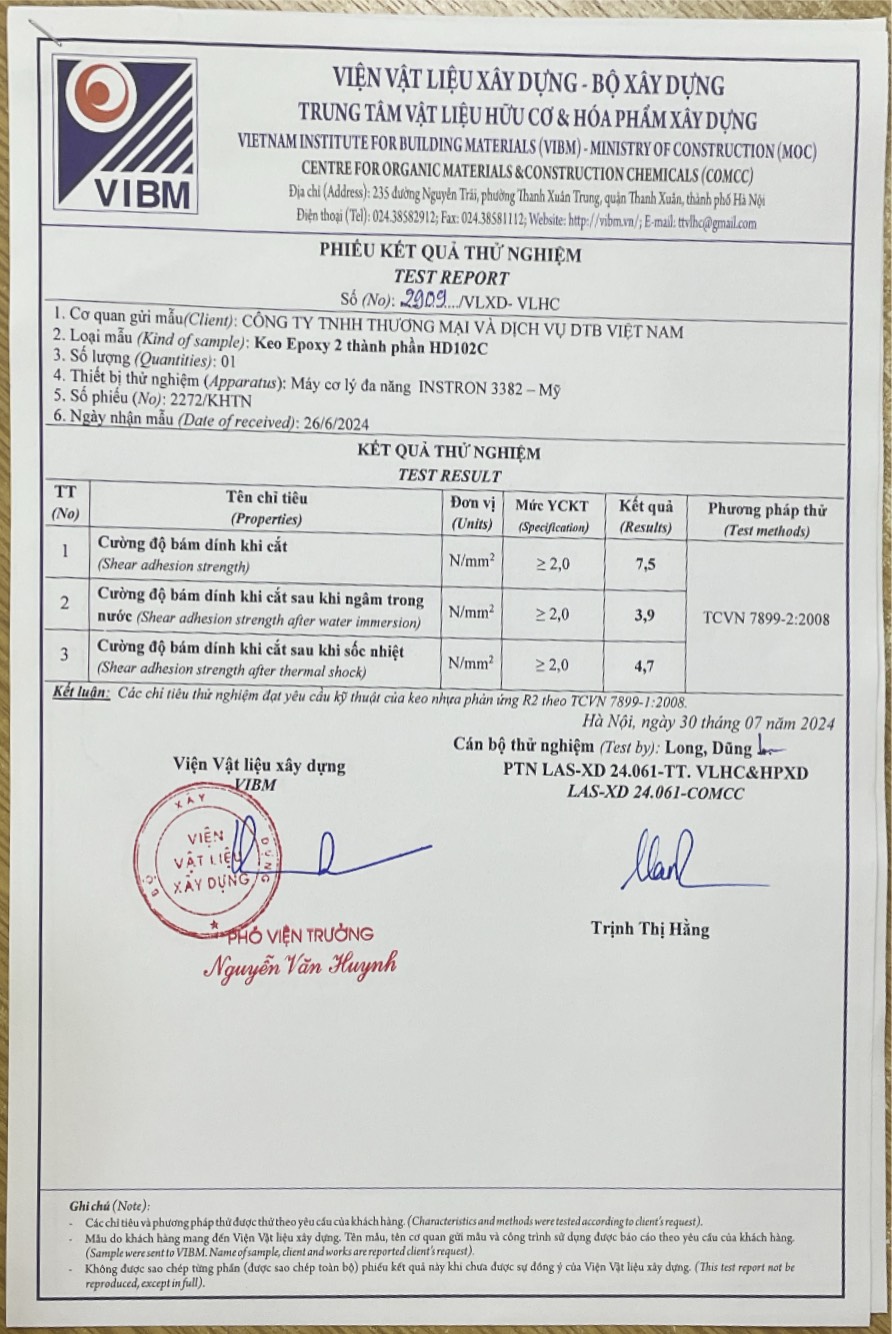 VIBM
VIỆN VẬT LIỆU XÂY DỰNG - BỘ XÂY DỰNG
TRUNG TÂM VẬT LIỆU HỮU CƠ & HÓA PHẨM XÂY DỰNG
VIETNAM INSTITUTE FOR BUILDING MATERIALS (VIBM) - MINISTRY OF CONSTRUCTION (MOC)
CENTRE FOR ORGANIC MATERIALS &CONSTRUCTION CHEMICALS (COMCC)
Địa chỉ (Address): 235 đường Nguyễn Trãi, phường Thanh Xuân Trung, quận Thanh Xuân, thành phố Hà Nội
Điện thoại (Tel): 024.38582912; Fax: 024.38581112; Website: http://vibm.vn/; E-mail: ttvlhc@gmail.com
PHIẾU KẾT QUẢ THỬ NGHIỆM
TEST REPORT
Số (No): 2909.../VLXD- VLHC
1. Cơ quan gửi mẫu(Client): CÔNG TY TNHH THƯƠNG MẠI VÀ DỊCH VỤ DTB VIỆT NAM
2. Loại mẫu (Kind of sample): Keo Epoxy 2 thành phần HD102C
3. Số lượng (Quantities): 01
4. Thiết bị thử nghiệm (Apparatus): Máy cơ lý đa năng INSTRON 3382 – Mỹ
5. Số phiếu (No): 2272/KHTN
6. Ngày nhận mẫu (Date of received): 26/6/2024
KẾT QUẢ THỬ NGHIỆM
TEST RESULT
TT Tên chỉ tiêu Đơn vị Mức YCKT Kết quả Phương pháp thử
(No) (Properties) (Units) (Specification) (Results) (Test methods)
1 Cường độ bám dính khi cắt N/mm² ≥ 2,0 7,5
(Shear adhesion strength)
2 Cường độ bám dính khi cắt sau khi ngâm trong
nước (Shear adhesion strength after water immersion) N/mm² ≥ 2,0 3,9 TCVN 7899-2:2008
3 Cường độ bám dính khi cắt sau khi sốc nhiệt N/mm² ≥ 2,0 4,7
(Shear adhesion strength after thermal shock)
Kết luận: Các chỉ tiêu thử nghiệm đạt yêu cầu kỹ thuật của keo nhựa phản ứng R2 theo TCVN 7899-1:2008.
Hà Nội, ngày 30 tháng 07 năm 2024
Cán bộ thử nghiệm (Test by): Long, Dũng
Viện Vật liệu xây dựng
VIBM
PTN LAS-XD 24.061-TT. VLHC&HPXD
LAS-XD 24.061-COMCC
BỘ XÂY DỰNG
VIỆN
VẬT LIỆU
XÂY DỰNG
PHÓ VIỆN TRƯỞNG
Nguyễn Văn Huynh
Trịnh Thị Hằng
Ghi chú (Note):
- Các chỉ tiêu và phương pháp thử được thử theo yêu cầu của khách hàng. (Characteristics and methods were tested according to client's request).
- Mẫu do khách hàng mang đến Viện Vật liệu xây dựng. Tên mẫu, tên cơ quan gửi mẫu và công trình sử dụng được báo cáo theo yêu cầu của khách hàng.
(Sample were sent to VIBM. Name of sample, client and works are reported client's request).
- Không được sao chép từng phần (được sao chép toàn bộ) phiếu kết quả này khi chưa được sự đồng ý của Viện Vật liệu xây dựng. (This test report not be
reproduced, except in full).